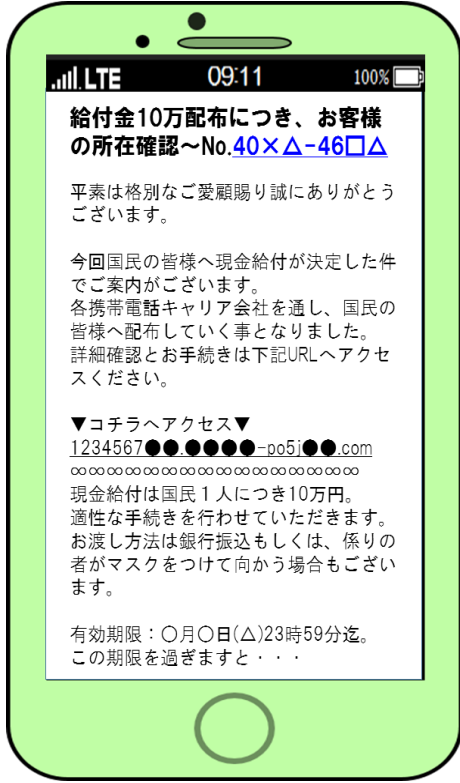 .ıııl.LTE 09:11 100%
給付金10万配布につき、お客様
の所在確認～No.40×△-46□△
平素は格別なご愛顧賜り誠にありがとう
ございます。
今回国民の皆様へ現金給付が決定した件
でご案内がございます。
各携帯電話キャリア会社を通し、国民の
皆様へ配布していく事となりました。
詳細確認とお手続きは下記URLへアクセ
スください。
▼コチラヘアクセス▼
1234567●●.●●●●-po5j●●.com
∞∞∞∞∞∞∞∞∞∞∞∞∞∞∞∞
現金給付は国民１人につき10万円。
適性な手続きを行わせていただきます。
お渡し方法は銀行振込もしくは、係りの
者がマスクをつけて向かう場合もござい
ます。
有効期限：〇月〇日(△)23時59分迄。
この期限を過ぎますと・・・